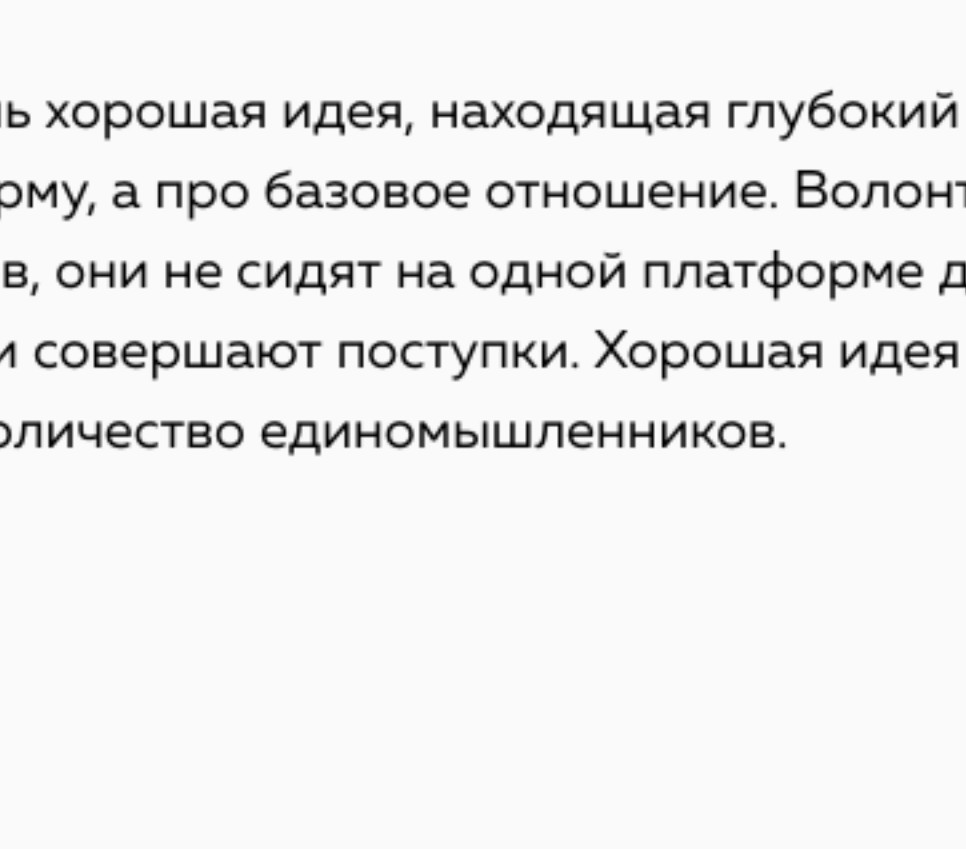 ь хорошая идея, находящая глубокий
рму, а про базовое отношение. Волонт
в, они не сидят на одной платформе д
и совершают поступки. Хорошая идея
оличество единомышленников.